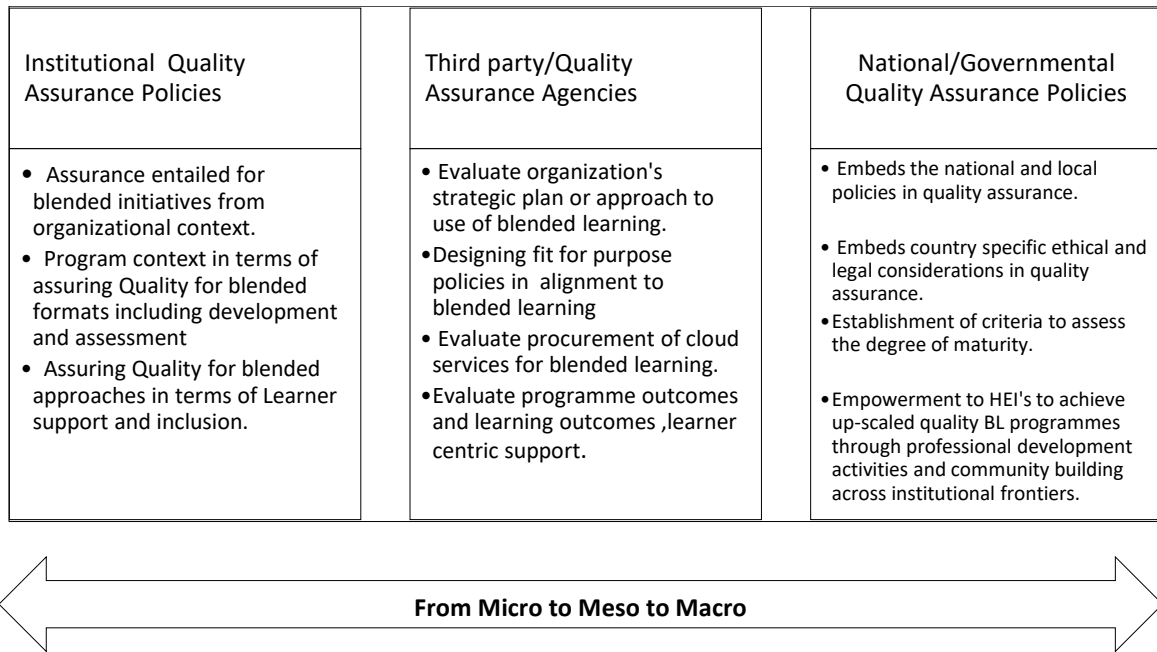 Institutional Quality
Assurance Policies
• Assurance entailed for
blended initiatives from
organizational context.
• Program context in terms of
assuring Quality for blended
formats including development
and assessment
• Assuring Quality for blended
approaches in terms of Learner
support and inclusion.
Third party/Quality
Assurance Agencies
• Evaluate organization's
strategic plan or approach to
use of blended learning.
•Designing fit for purpose
policies in alignment to
blended learning
• Evaluate procurement of cloud
services for blended learning.
•Evaluate programme outcomes
and learning outcomes ,learner
centric support.
National/Governmental
Quality Assurance Policies
• Embeds the national and local
policies in quality assurance.
• Embeds country specific ethical and
legal considerations in quality
assurance.
•Establishment of criteria to assess
the degree of maturity.
•Empowerment to HEI's to achieve
up-scaled quality BL programmes
through professional development
activities and community building
across institutional frontiers.
From Micro to Meso to Macro